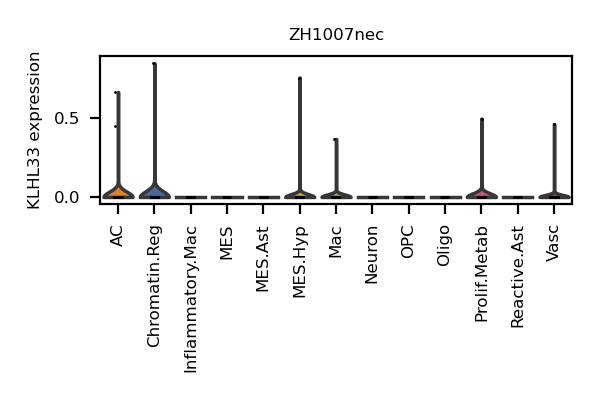 ZH1007nec
KLHL33 expression
0.5
0.0
AC
Chromatin.Reg
Inflammatory.Mac
MES
MES.Ast
MES.Hyp
Mac
Neuron
OPC
Oligo
Prolif.Metab
Reactive.Ast
Vasc